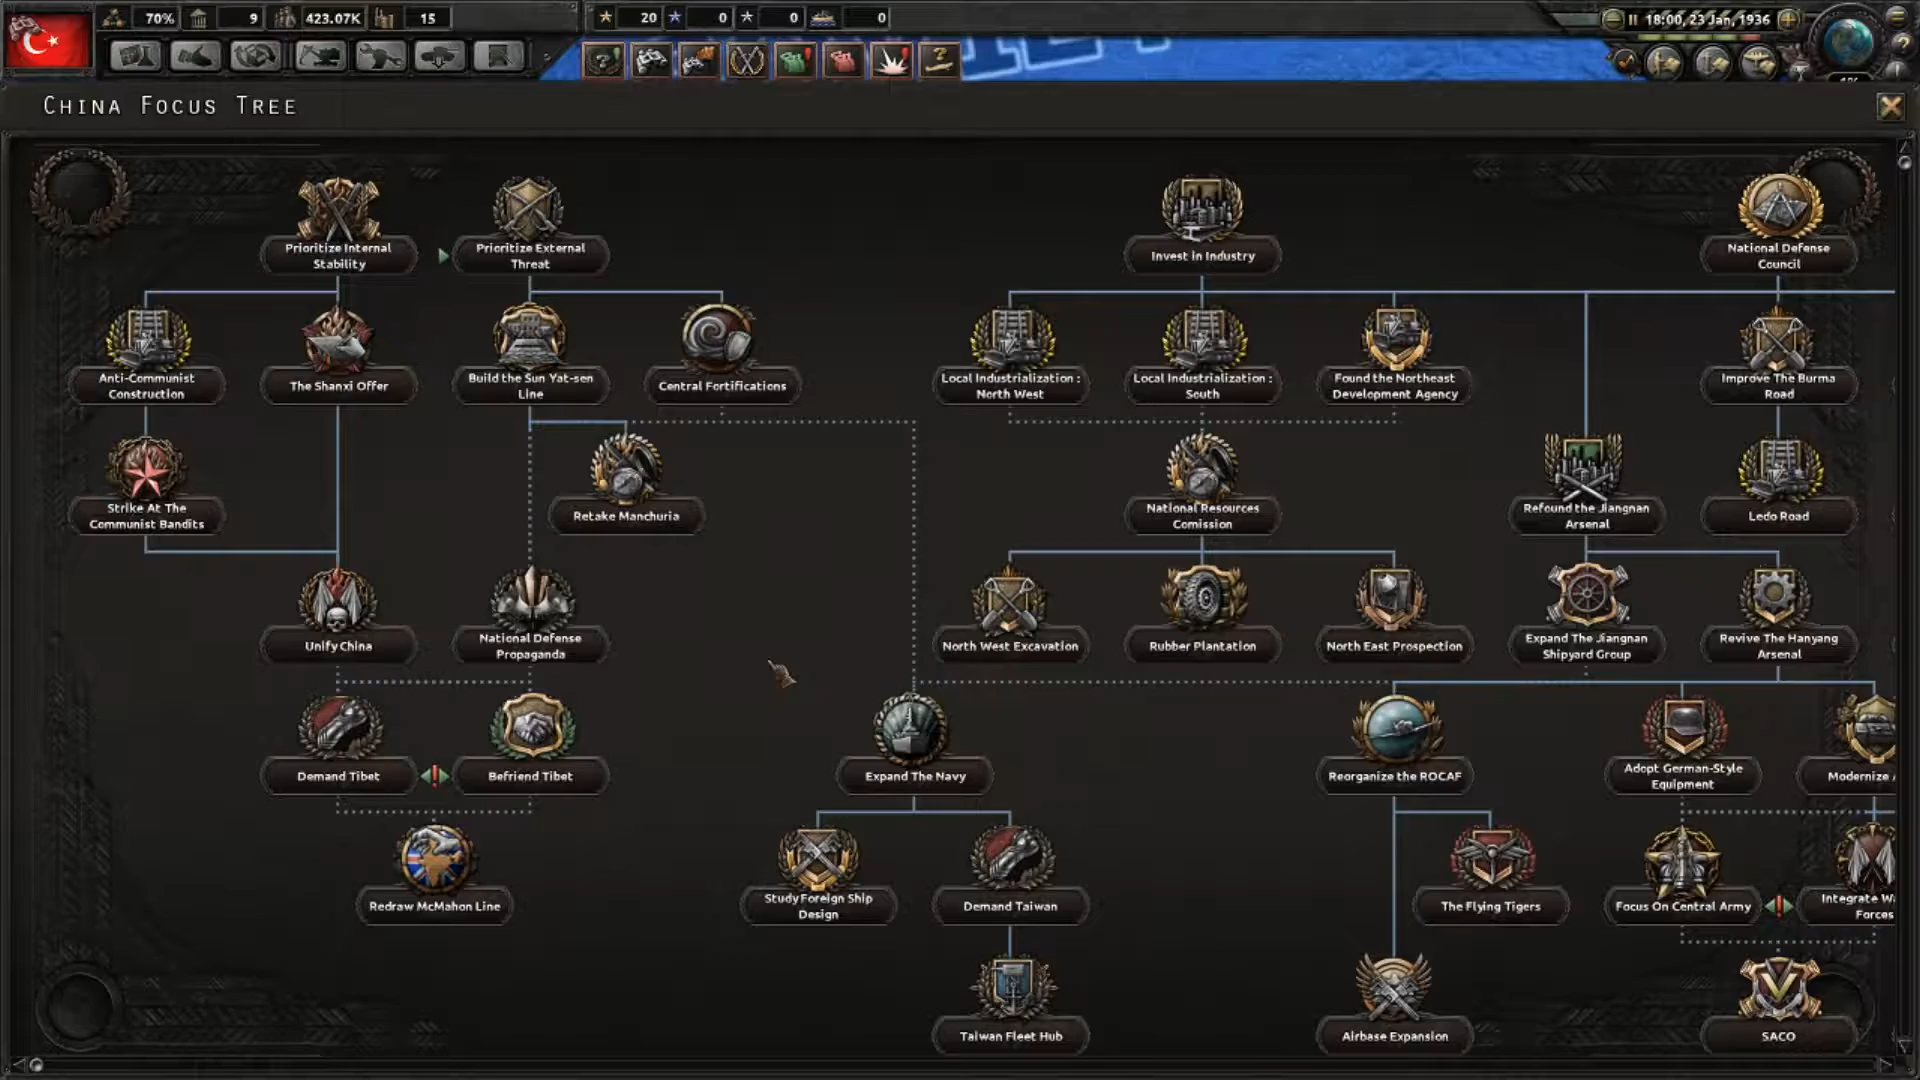 70%
9
423.07K
15
20
0
0
0
18:00, 23 Jan, 1936
China Focus Tree
Prioritize Internal
Stability
Prioritize External
Threat
Invest in Industry
National Defense
Council
Anti-Communist
Construction
The Shanxi Offer
Build the Sun Yat-sen
Line
Central Fortifications
Local Industrialization :
North West
Local Industrialization :
South
Found the Northeast
Development Agency
Improve The Burma
Road
Strike At The
Communist Bandits
Retake Manchuria
National Resources
Comission
Refound the Jiangnan
Arsenal
Ledo Road
Unify China
National Defense
Propaganda
North West Excavation
Rubber Plantation
North East Prospection
Expand The Jiangnan
Shipyard Group
Revive The Hanyang
Arsenal
Demand Tibet
Befriend Tibet
Expand The Navy
Reorganize the ROCAF
Adopt German-Style
Equipment
Modernize
Redraw McMahon Line
Study Foreign Ship
Design
Demand Taiwan
The Flying Tigers
Focus On Central Army
Integrate W
Forces
Taiwan Fleet Hub
Airbase Expansion
SACO